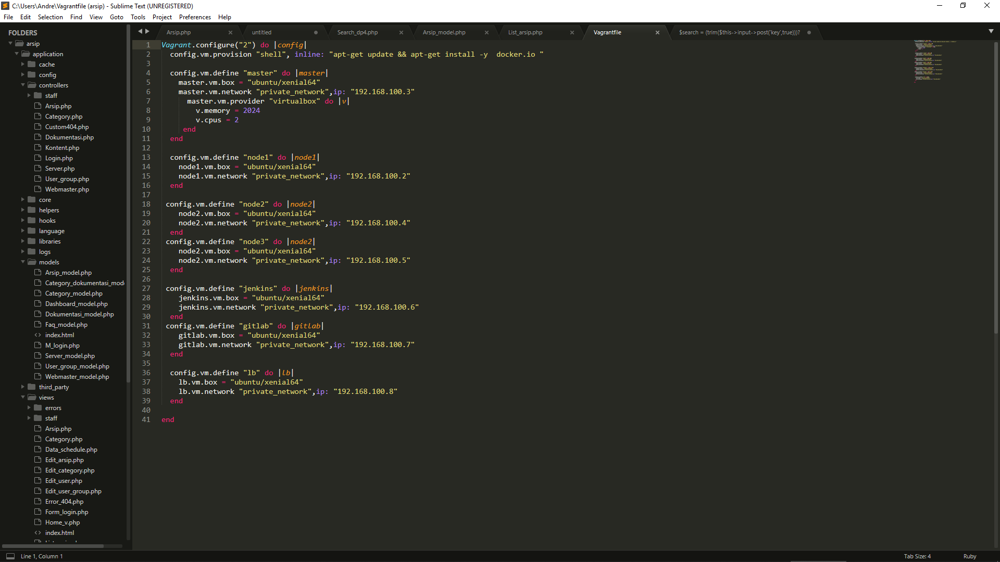 C:\Users\Andre\Vagrantfile (arsip) - Sublime Text (UNREGISTERED)
File Edit Selection Find View Goto Tools Project Preferences Help
FOLDERS
arsip
application
cache
config
controllers
staff
Arsip.php
Category.php
Custom404.php
Dokumentasi.php
Kontent.php
Login.php
Server.php
User_group.php
Webmaster.php
core
helpers
hooks
language
libraries
logs
models
Arsip_model.php
Category_dokumentasi_mode
Category_model.php
Dashboard_model.php
Dokumentasi_model.php
Faq_model.php
index.html
M_login.php
Server_model.php
User_group_model.php
Webmaster_model.php
third_party
views
errors
staff
Arsip.php
Category.php
Data_schedule.php
Edit_arsip.php
Edit_category.php
Edit_user.php
Edit_user_group.php
Error_404.php
Form_login.php
Home_v.php
index.html
Arsip.php untitled Search_dp4.php Arsip_model.php List_arsip.php Vagrantfile $search = (trim($this->input->post('key',true)))?
1 Vagrant.configure("2") do |config|
2 config.vm.provision "shell", inline: "apt-get update && apt-get install -y  docker.io "
3
4 config.vm.define "master" do |master|
5 master.vm.box = "ubuntu/xenial64"
6 master.vm.network "private_network",ip: "192.168.100.3"
7 master.vm.provider "virtualbox" do |v|
8 v.memory = 2024
9 v.cpus = 2
10 end
11 end
12
13 config.vm.define "node1" do |node1|
14 node1.vm.box = "ubuntu/xenial64"
15 node1.vm.network "private_network",ip: "192.168.100.2"
16 end
17
18 config.vm.define "node2" do |node2|
19 node2.vm.box = "ubuntu/xenial64"
20 node2.vm.network "private_network",ip: "192.168.100.4"
21 end
22 config.vm.define "node3" do |node2|
23 node2.vm.box = "ubuntu/xenial64"
24 node2.vm.network "private_network",ip: "192.168.100.5"
25 end
26
27 config.vm.define "jenkins" do |jenkins|
28 jenkins.vm.box = "ubuntu/xenial64"
29 jenkins.vm.network "private_network",ip: "192.168.100.6"
30 end
31 config.vm.define "gitlab" do |gitlab|
32 gitlab.vm.box = "ubuntu/xenial64"
33 gitlab.vm.network "private_network",ip: "192.168.100.7"
34 end
35
36 config.vm.define "lb" do |lb|
37 lb.vm.box = "ubuntu/xenial64"
38 lb.vm.network "private_network",ip: "192.168.100.8"
39 end
40
41 end
Line 1, Column 1 Tab Size: 4 Ruby